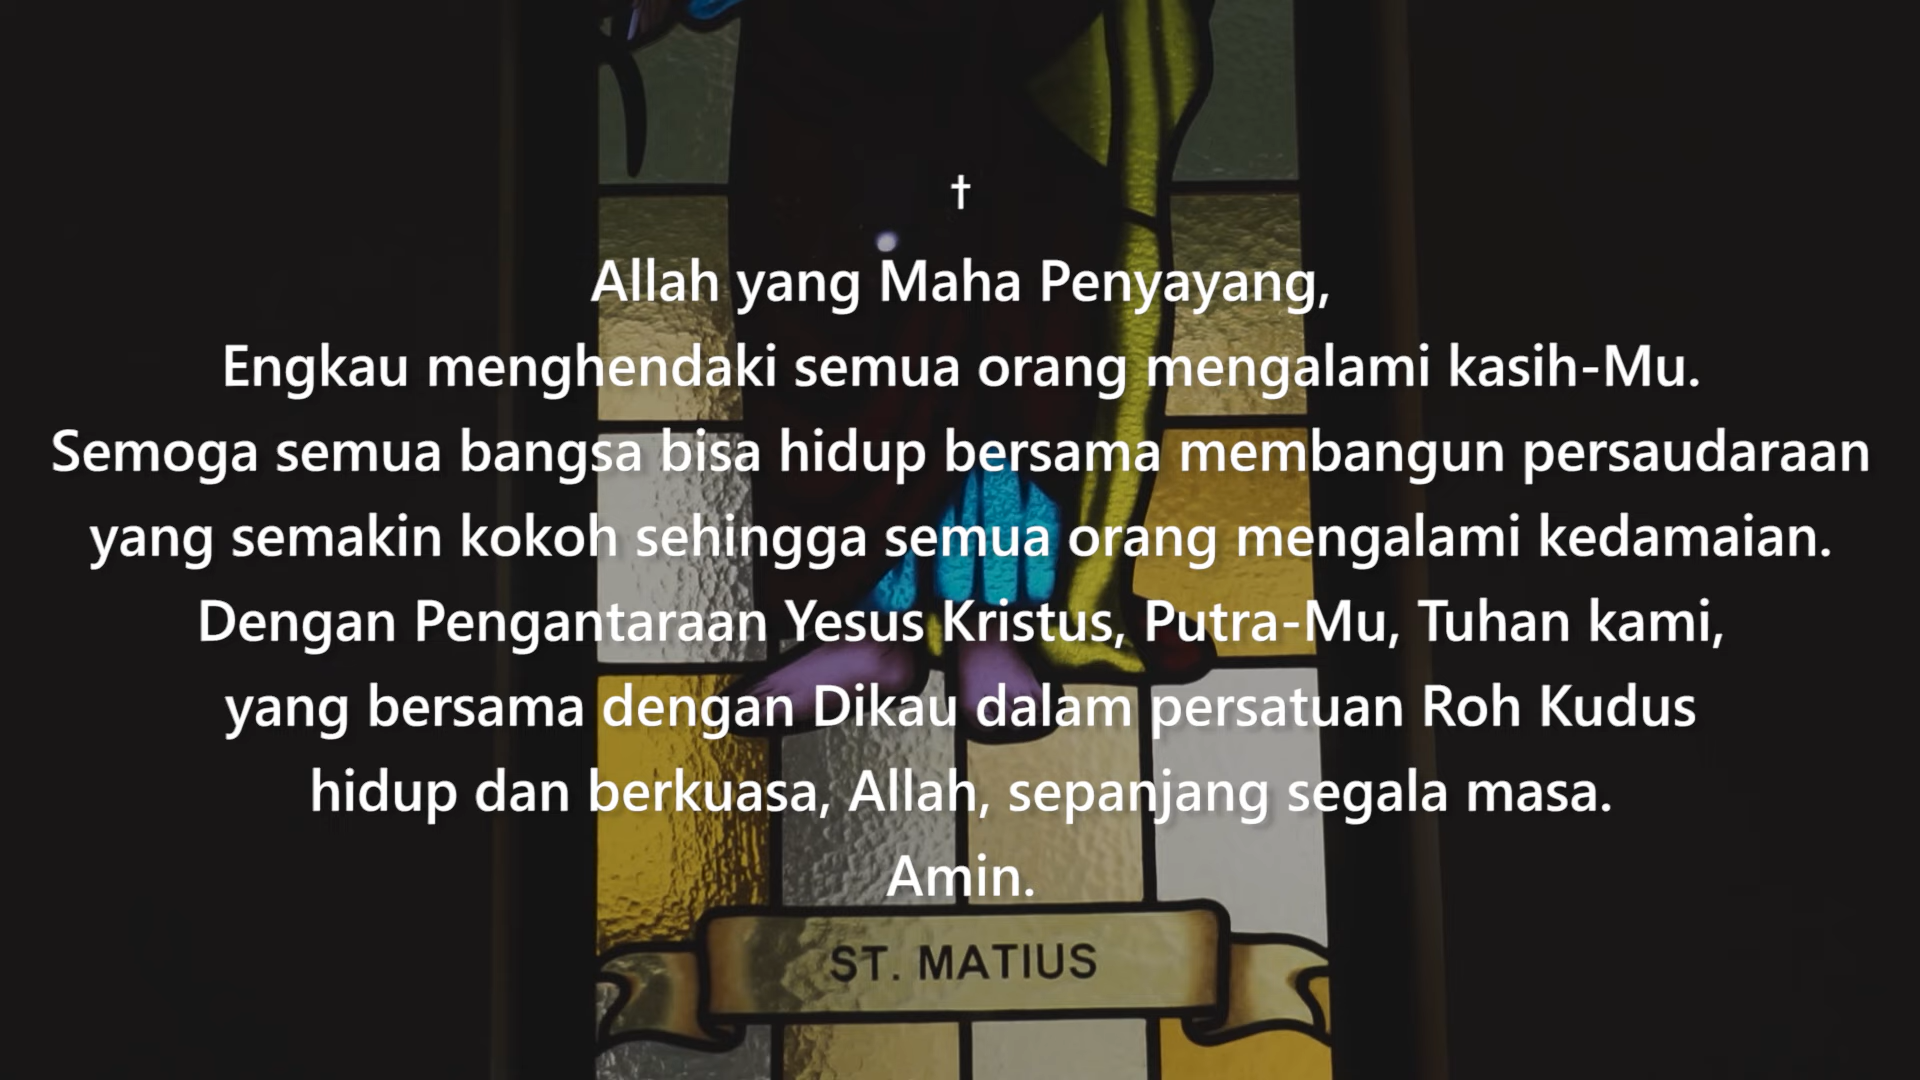 †
Allah yang Maha Penyayang,
Engkau menghendaki semua orang mengalami kasih-Mu.
Semoga semua bangsa bisa hidup bersama membangun persaudaraan
yang semakin kokoh sehingga semua orang mengalami kedamaian.
Dengan Pengantaraan Yesus Kristus, Putra-Mu, Tuhan kami,
yang bersama dengan Dikau dalam persatuan Roh Kudus
hidup dan berkuasa, Allah, sepanjang segala masa.
Amin.
ST. MATIUS